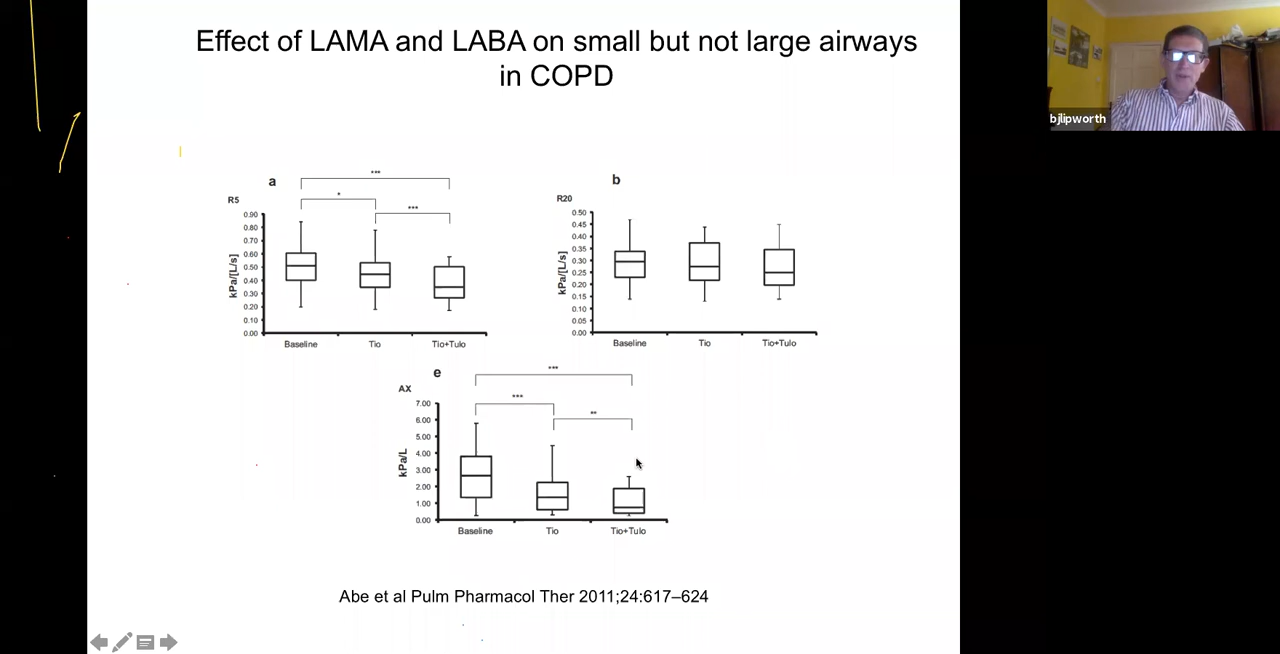 Effect of LAMA and LABA on small but not large airways
in COPD
bjlipworth
a
***
R5
*
***
0.90
0.80
0.70
0.60
0.50
0.40
0.30
0.20
0.10
0.00
kPa/[L/s]
Baseline Tio Tio+Tulo
b
R20
0.50
0.45
0.40
0.35
0.30
0.25
0.20
0.15
0.10
0.05
0.00
kPa/[L/s]
Baseline Tio Tio+Tulo
e
***
AX
***
**
7.00
6.00
5.00
4.00
3.00
2.00
1.00
0.00
kPa/L
Baseline Tio Tio+Tulo
Abe et al Pulm Pharmacol Ther 2011;24:617–624